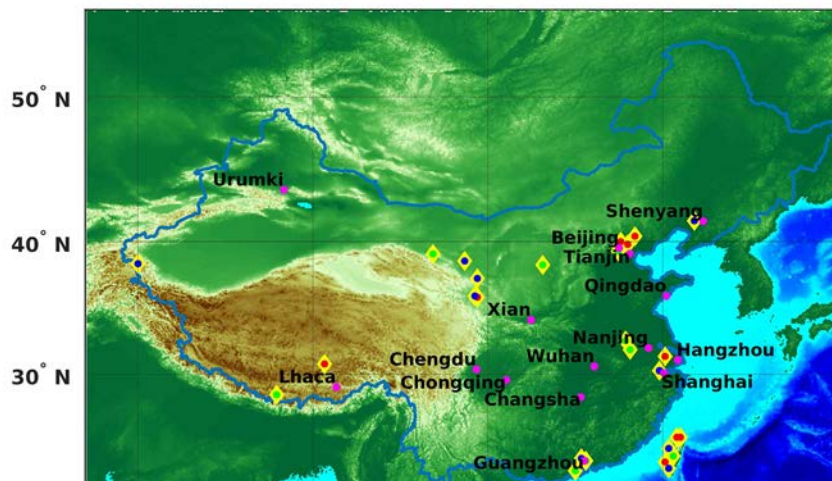 50° N
Urumki
Shenyang
40° N
Beijing
Tianjin
Qingdao
Xian
Nanjing
Hangzhou
Wuhan
Chengdu
30° N
Lhaca
Chongqing
Shanghai
Changsha
Guangzhou